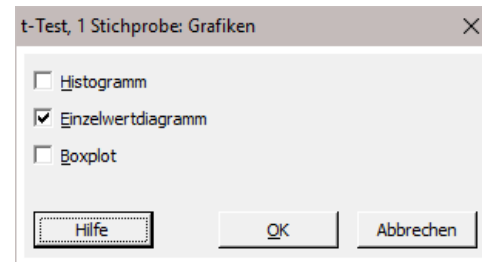 t-Test, 1 Stichprobe: Grafiken
Histogramm
Einzelwertdiagramm
Boxplot
Hilfe OK Abbrechen